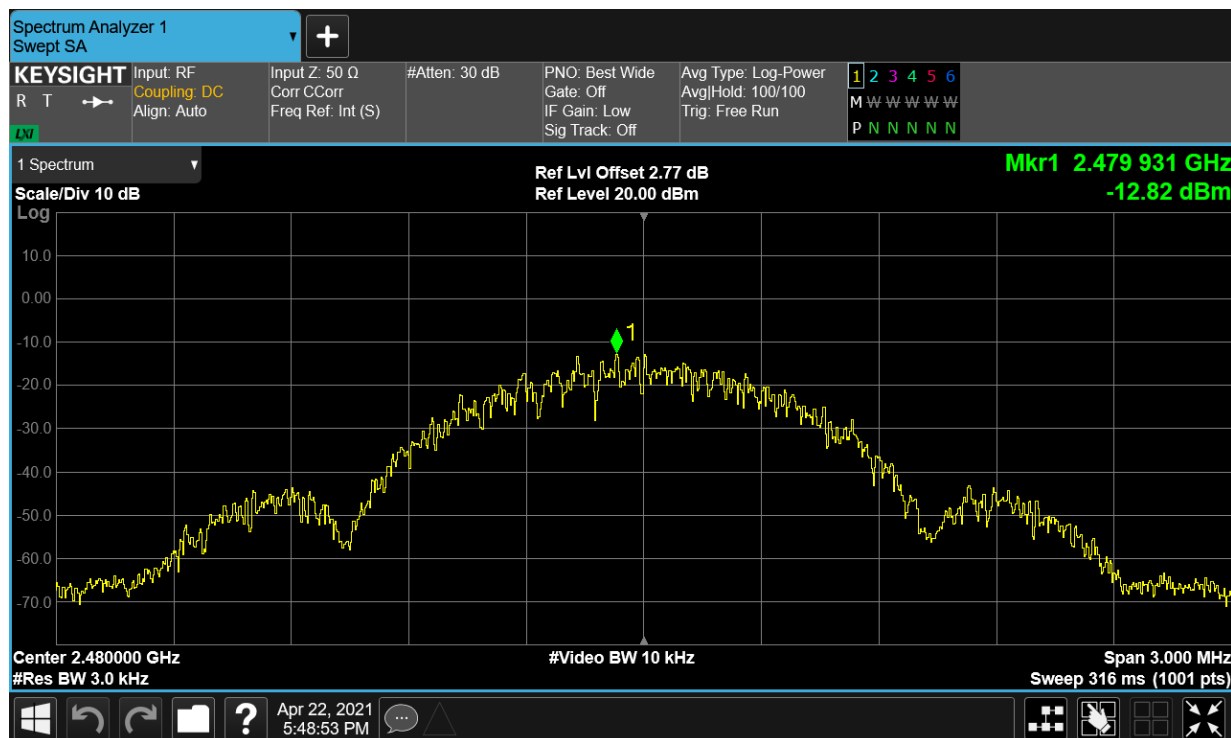 Spectrum Analyzer 1
Swept SA
KEYSIGHT
R T
LXI
Input: RF
Coupling: DC
Align: Auto
Input Z: 50 Ω
Corr CCorr
Freq Ref: Int (S)
#Atten: 30 dB
PNO: Best Wide
Gate: Off
IF Gain: Low
Sig Track: Off
Avg Type: Log-Power
Avg|Hold: 100/100
Trig: Free Run
1 2 3 4 5 6
M W W W W W
P N N N N N
1 Spectrum
Scale/Div 10 dB
Ref Lvl Offset 2.77 dB
Ref Level 20.00 dBm
Mkr1 2.479 931 GHz
-12.82 dBm
Log
10.0
0.00
-10.0
-20.0
-30.0
-40.0
-50.0
-60.0
-70.0
1
Center 2.480000 GHz
#Res BW 3.0 kHz
#Video BW 10 kHz
Span 3.000 MHz
Sweep 316 ms (1001 pts)
?
Apr 22, 2021
5:48:53 PM